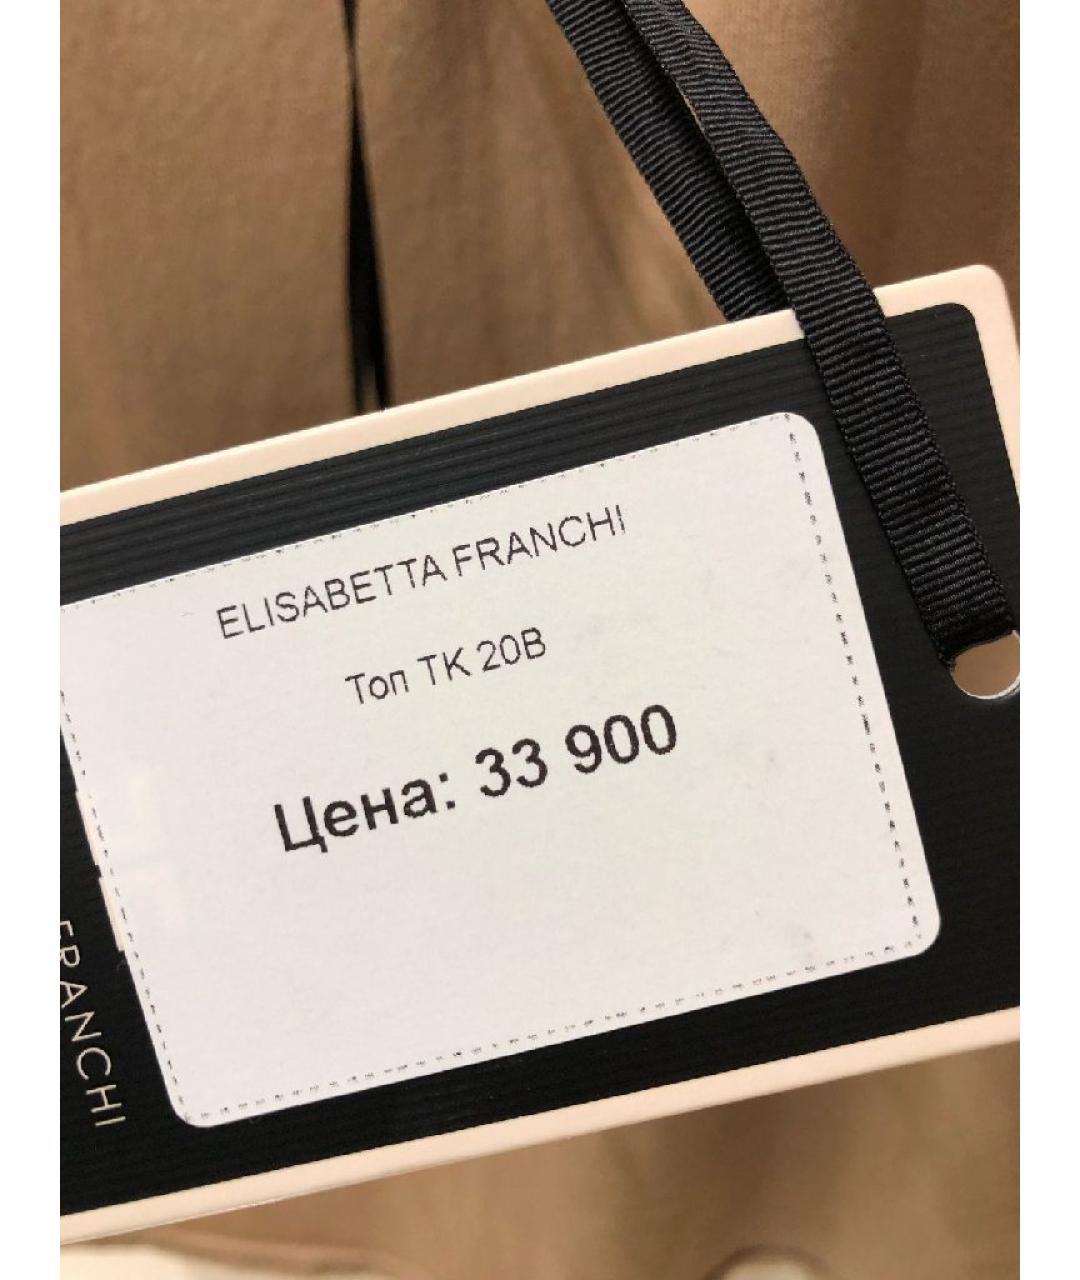 ELISABETTA FRANCHI
Топ TK 20B
Цена: 33 900
FRANCHI